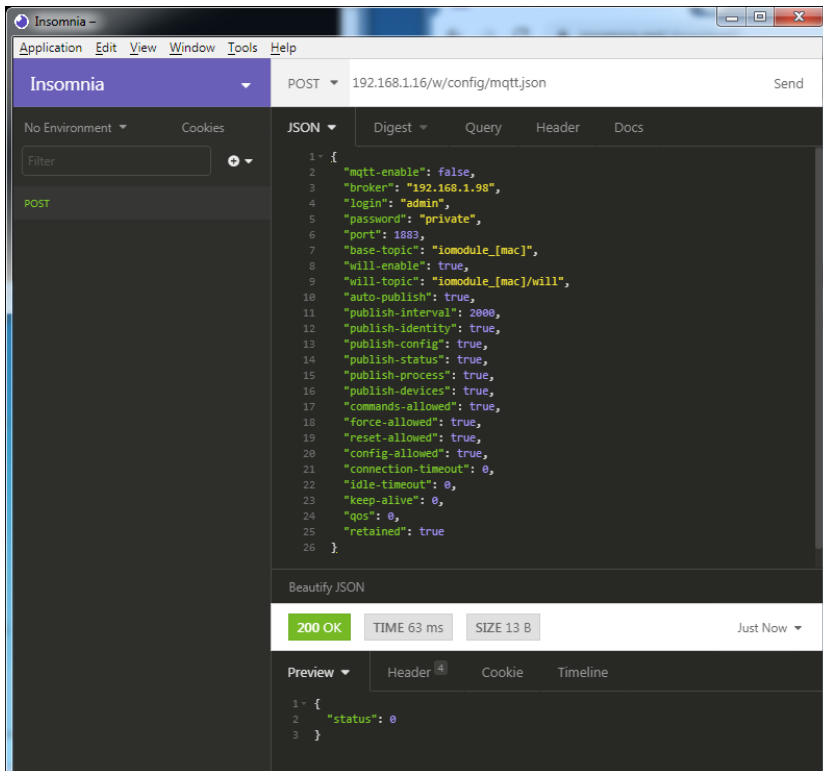 Insomnia –
Application Edit View Window Tools Help
Insomnia
POST 192.168.1.16/w/config/mqtt.json Send
No Environment Cookies
JSON Digest Query Header Docs
Filter
POST
1 {
2 "mqtt-enable": false,
3 "broker": "192.168.1.98",
4 "login": "admin",
5 "password": "private",
6 "port": 1883,
7 "base-topic": "iomodule_[mac]",
8 "will-enable": true,
9 "will-topic": "iomodule_[mac]/will",
10 "auto-publish": true,
11 "publish-interval": 2000,
12 "publish-identity": true,
13 "publish-config": true,
14 "publish-status": true,
15 "publish-process": true,
16 "publish-devices": true,
17 "commands-allowed": true,
18 "force-allowed": true,
19 "reset-allowed": true,
20 "config-allowed": true,
21 "connection-timeout": 0,
22 "idle-timeout": 0,
23 "keep-alive": 0,
24 "qos": 0,
25 "retained": true
26 }
Beautify JSON
200 OK TIME 63 ms SIZE 13 B Just Now
Preview Header 4 Cookie Timeline
1 {
2 "status": 0
3 }